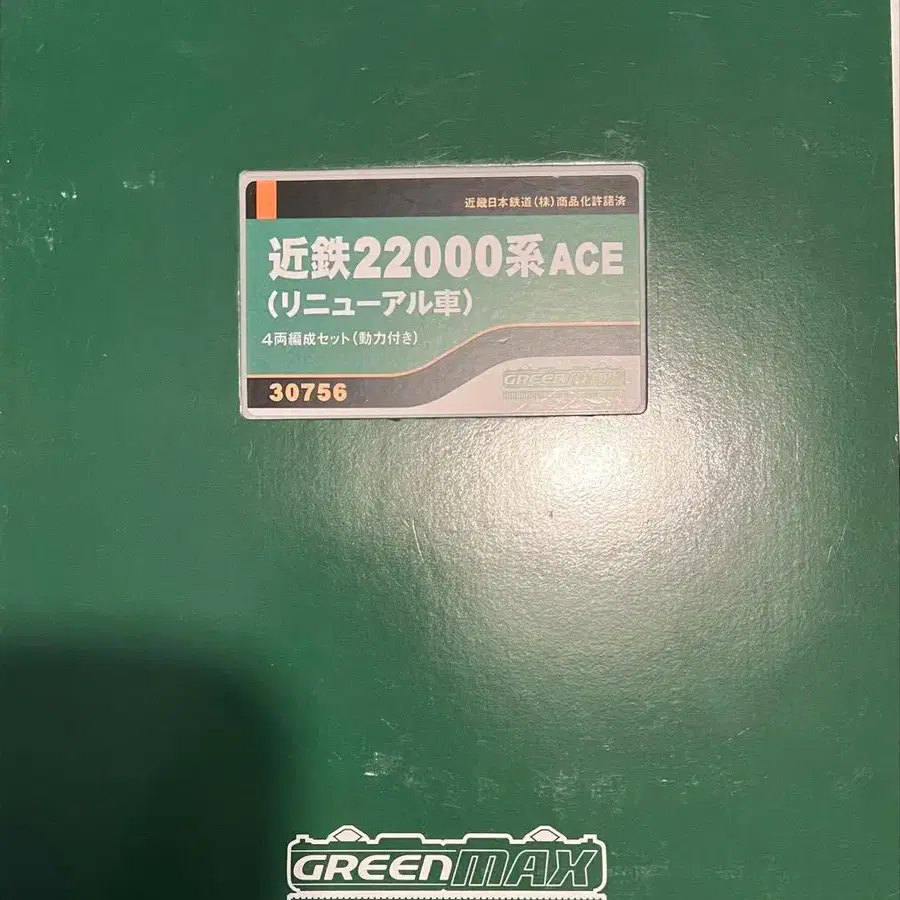 近畿日本鉄道(株)商品化許諾済
近鉄22000系ACE
(リニューアル車)
4両編成セット(動力付き)
GREENMAX
30756
GREENMAX